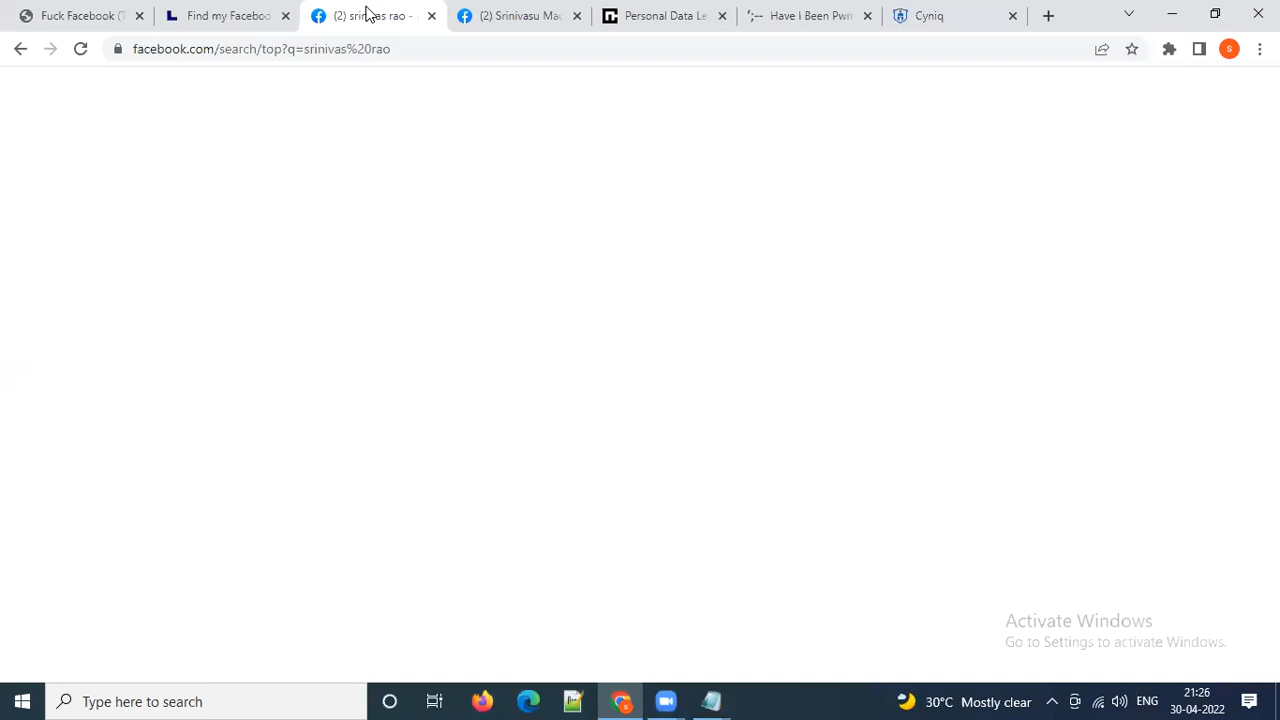 Fuck Facebook (T
Find my Faceboo
(2) srinivas rao -
(2) Srinivasu Mac
Personal Data Le
Have I Been Pwn
Cyniq
facebook.com/search/top?q=srinivas%20rao
S
Activate Windows
Go to Settings to activate Windows.
Type here to search
S
30°C Mostly clear
ENG
21:26
30-04-2022